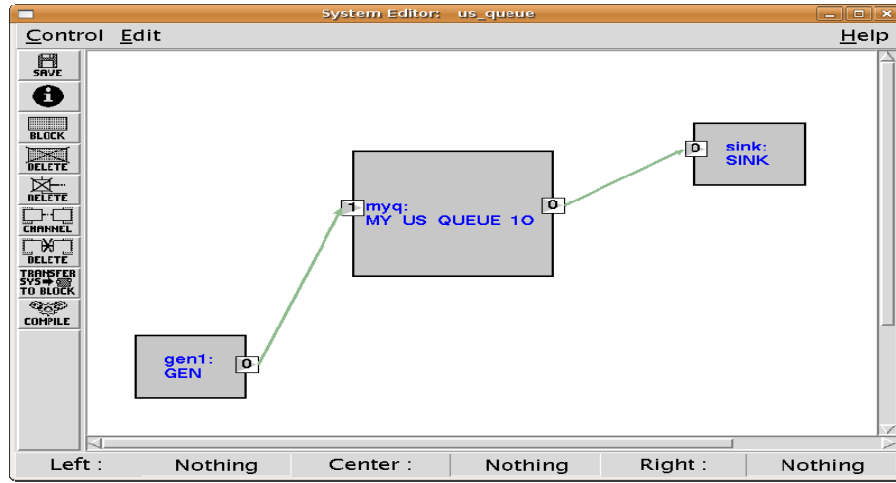 System Editor: us_queue
Control Edit Help
SAVE
i
BLOCK
DELETE
DELETE
CHANNEL
DELETE
TRANSFER
SYS
TO BLOCK
COMPILE
0 sink:
SINK
1 myq: 0
MY US QUEUE 10
gen1: 0
GEN
Left : Nothing Center : Nothing Right : Nothing